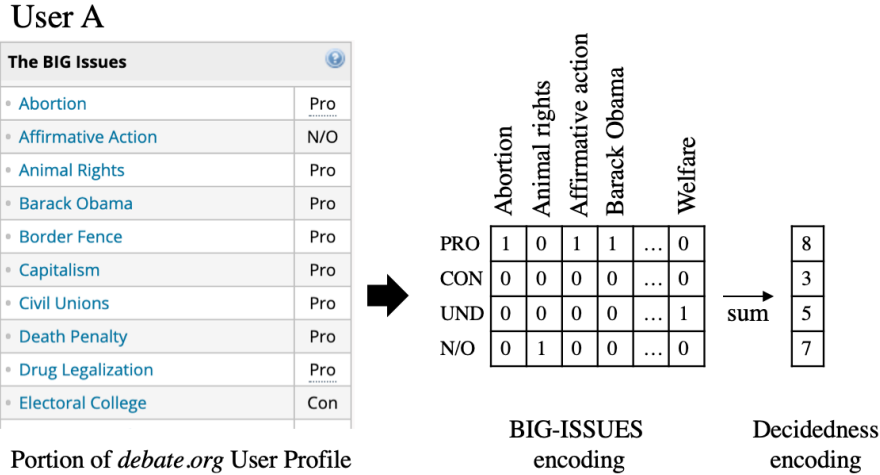 User A
The BIG Issues
Abortion Pro
Affirmative Action N/O
Animal Rights Pro
Barack Obama Pro
Border Fence Pro
Capitalism Pro
Civil Unions Pro
Death Penalty Pro
Drug Legalization Pro
Electoral College Con
Portion of debate.org User Profile
Abortion
Animal rights
Affirmative action
Barack Obama
Welfare
PRO 1 0 1 1 ... 0
CON 0 0 0 0 ... 0
UND 0 0 0 0 ... 1
N/O 0 1 0 0 ... 0
BIG-ISSUES
encoding
sum
8
3
5
7
Decidedness
encoding